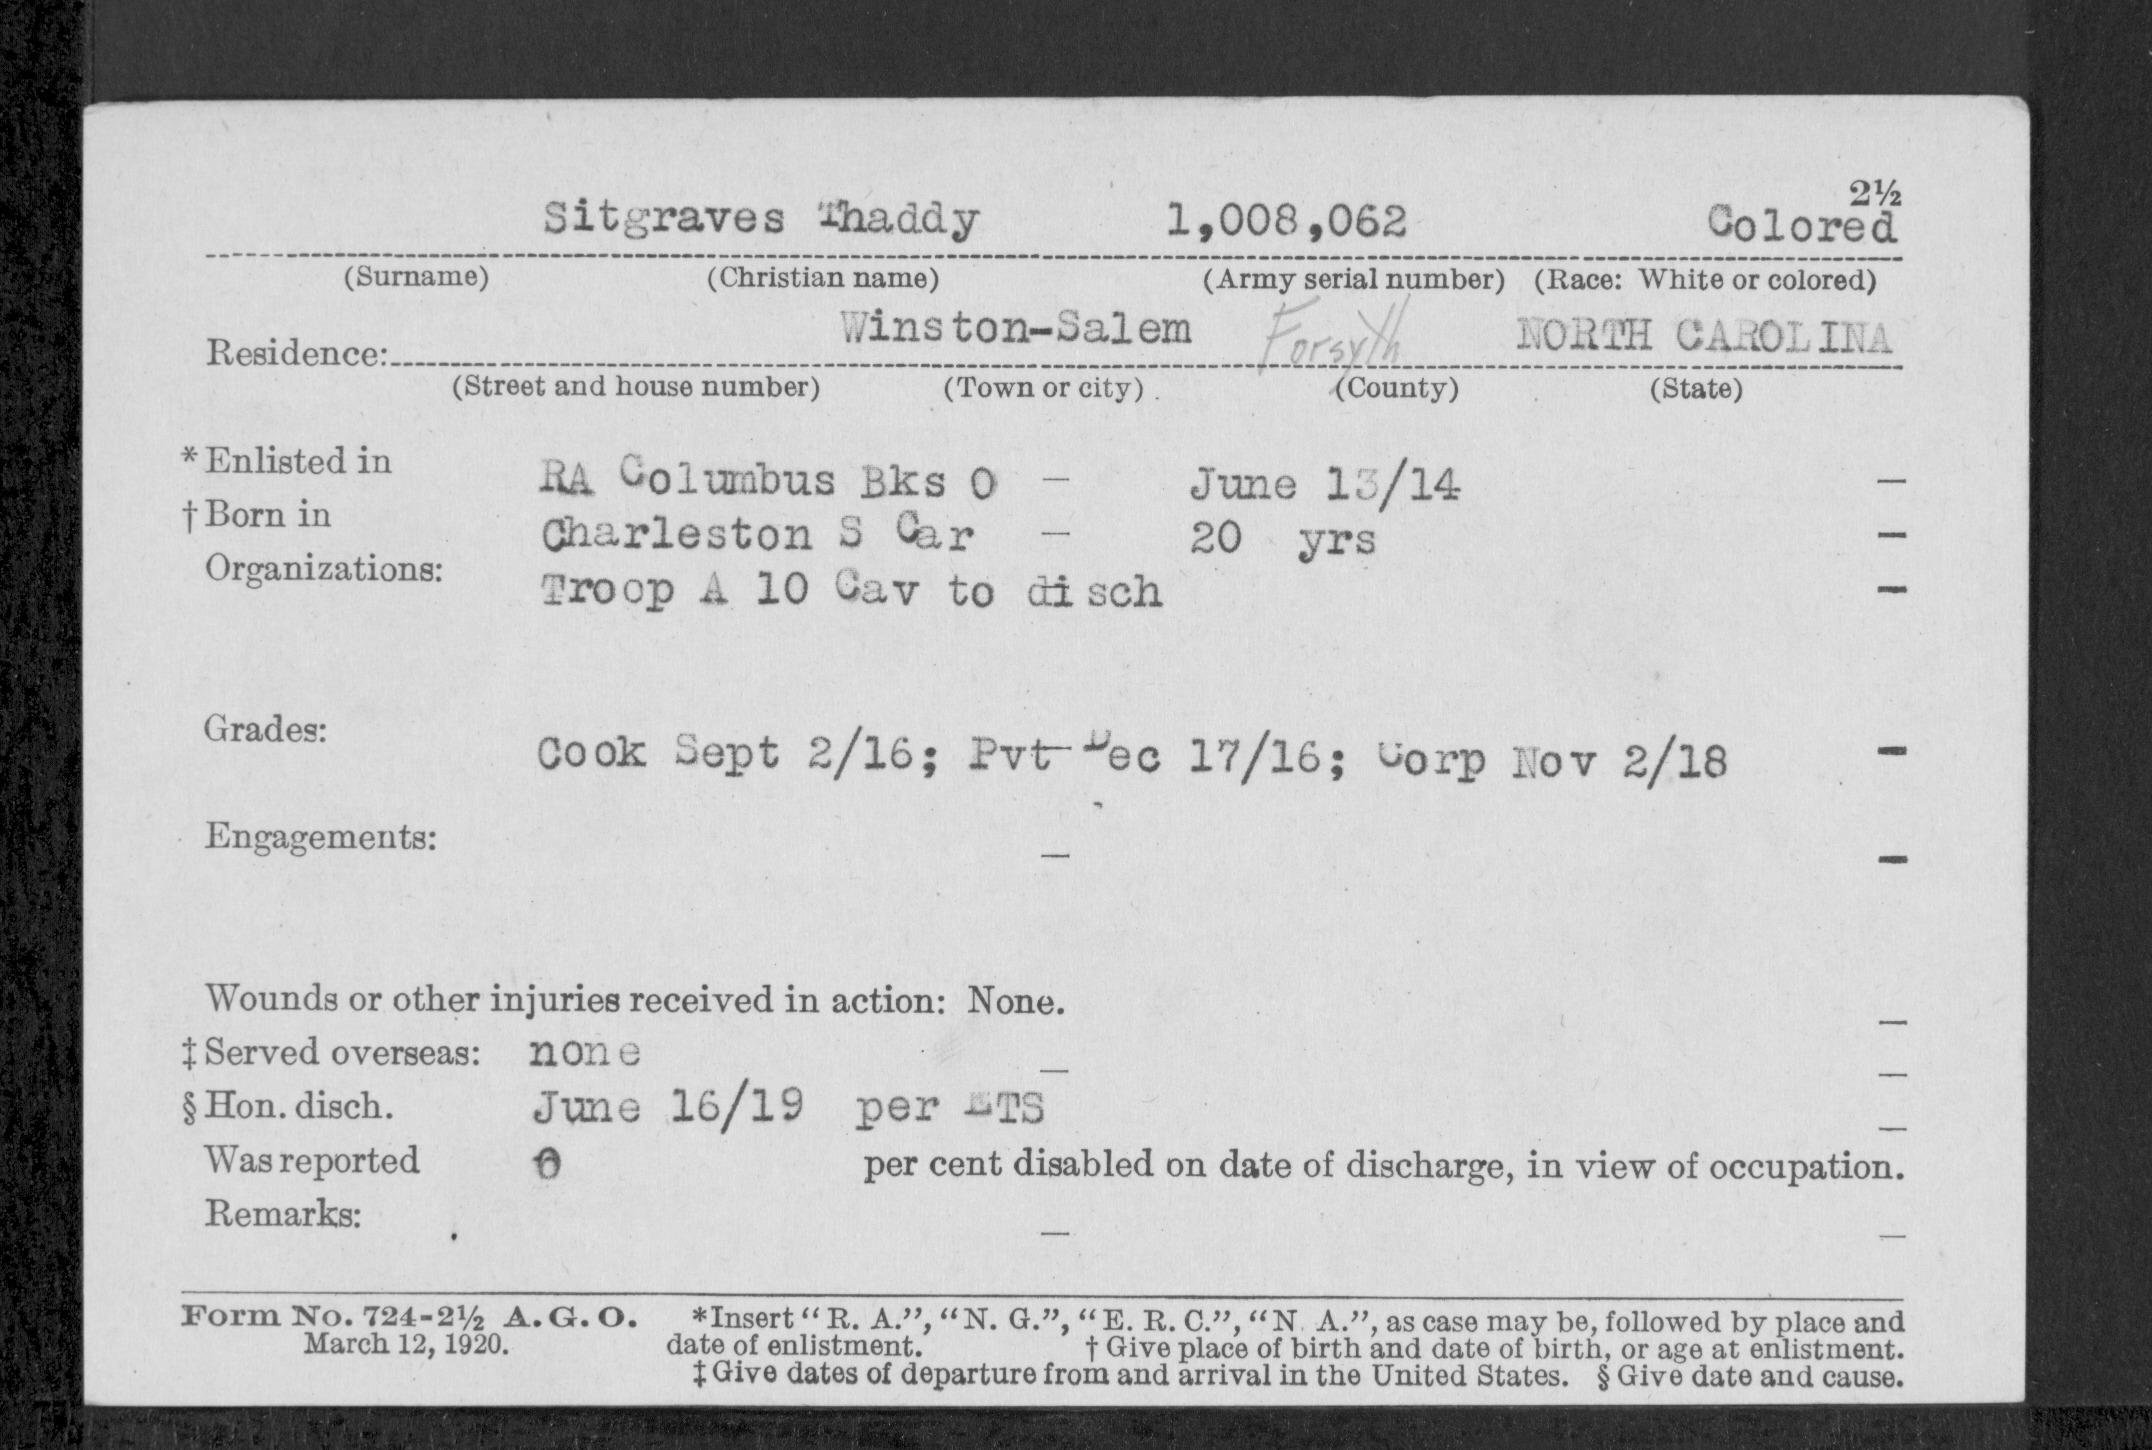 2½
Sitgraves Thaddy 1,008,062 Colored
(Surname) (Christian name) (Army serial number) (Race: White or colored)
Residence: Winston-Salem Forsyth NORTH CAROLINA
(Street and house number) (Town or city) (County) (State)
* Enlisted in RA Columbus Bks O - June 13/14 -
† Born in Charleston S Car - 20 yrs -
Organizations: Troop A 10 Cav to disch -
Grades: Cook Sept 2/16; Pvt Dec 17/16; Corp Nov 2/18 -
Engagements: - -
Wounds or other injuries received in action: None. -
‡ Served overseas: none - -
§ Hon. disch. June 16/19 per ETS -
Was reported 0 per cent disabled on date of discharge, in view of occupation.
Remarks: - -
Form No. 724-2½ A.G.O. *Insert "R. A.", "N. G.", "E. R. C.", "N. A.", as case may be, followed by place and
March 12, 1920. date of enlistment. † Give place of birth and date of birth, or age at enlistment.
‡ Give dates of departure from and arrival in the United States. § Give date and cause.